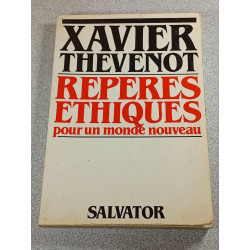 XAVIER
THEVENOT
REPERES
ETHIQUES
pour un monde nouveau
SALVATOR